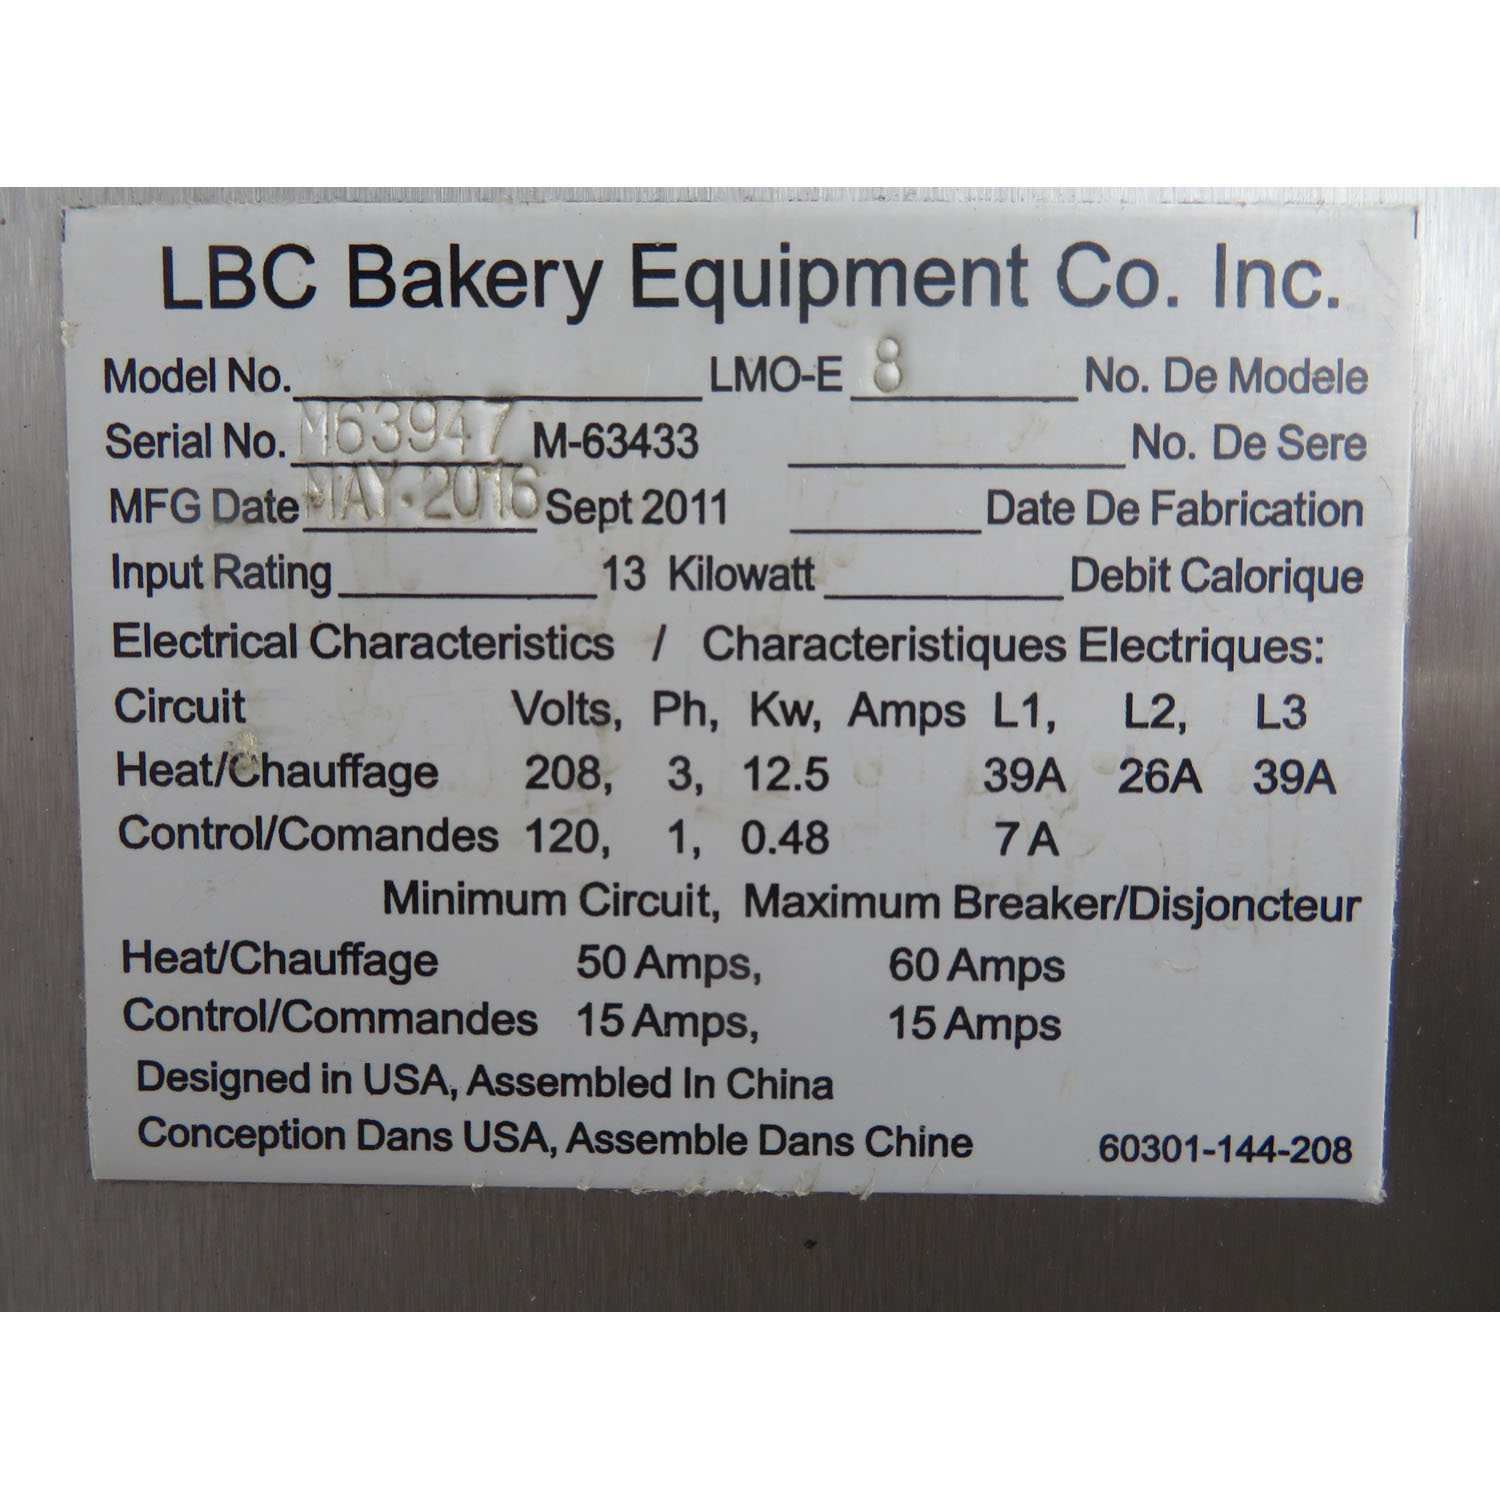 LBC Bakery Equipment Co. Inc.
Model No. LMO-E 8 No. De Modele
Serial No. M63947 M-63433 No. De Sere
MFG Date MAY.2016 Sept 2011 Date De Fabrication
Input Rating 13 Kilowatt Debit Calorique
Electrical Characteristics / Characteristiques Electriques:
Circuit Volts, Ph, Kw, Amps L1, L2, L3
Heat/Chauffage 208, 3, 12.5 39A 26A 39A
Control/Comandes 120, 1, 0.48 7A
Minimum Circuit, Maximum Breaker/Disjoncteur
Heat/Chauffage 50 Amps, 60 Amps
Control/Commandes 15 Amps, 15 Amps
Designed in USA, Assembled In China
Conception Dans USA, Assemble Dans Chine 60301-144-208